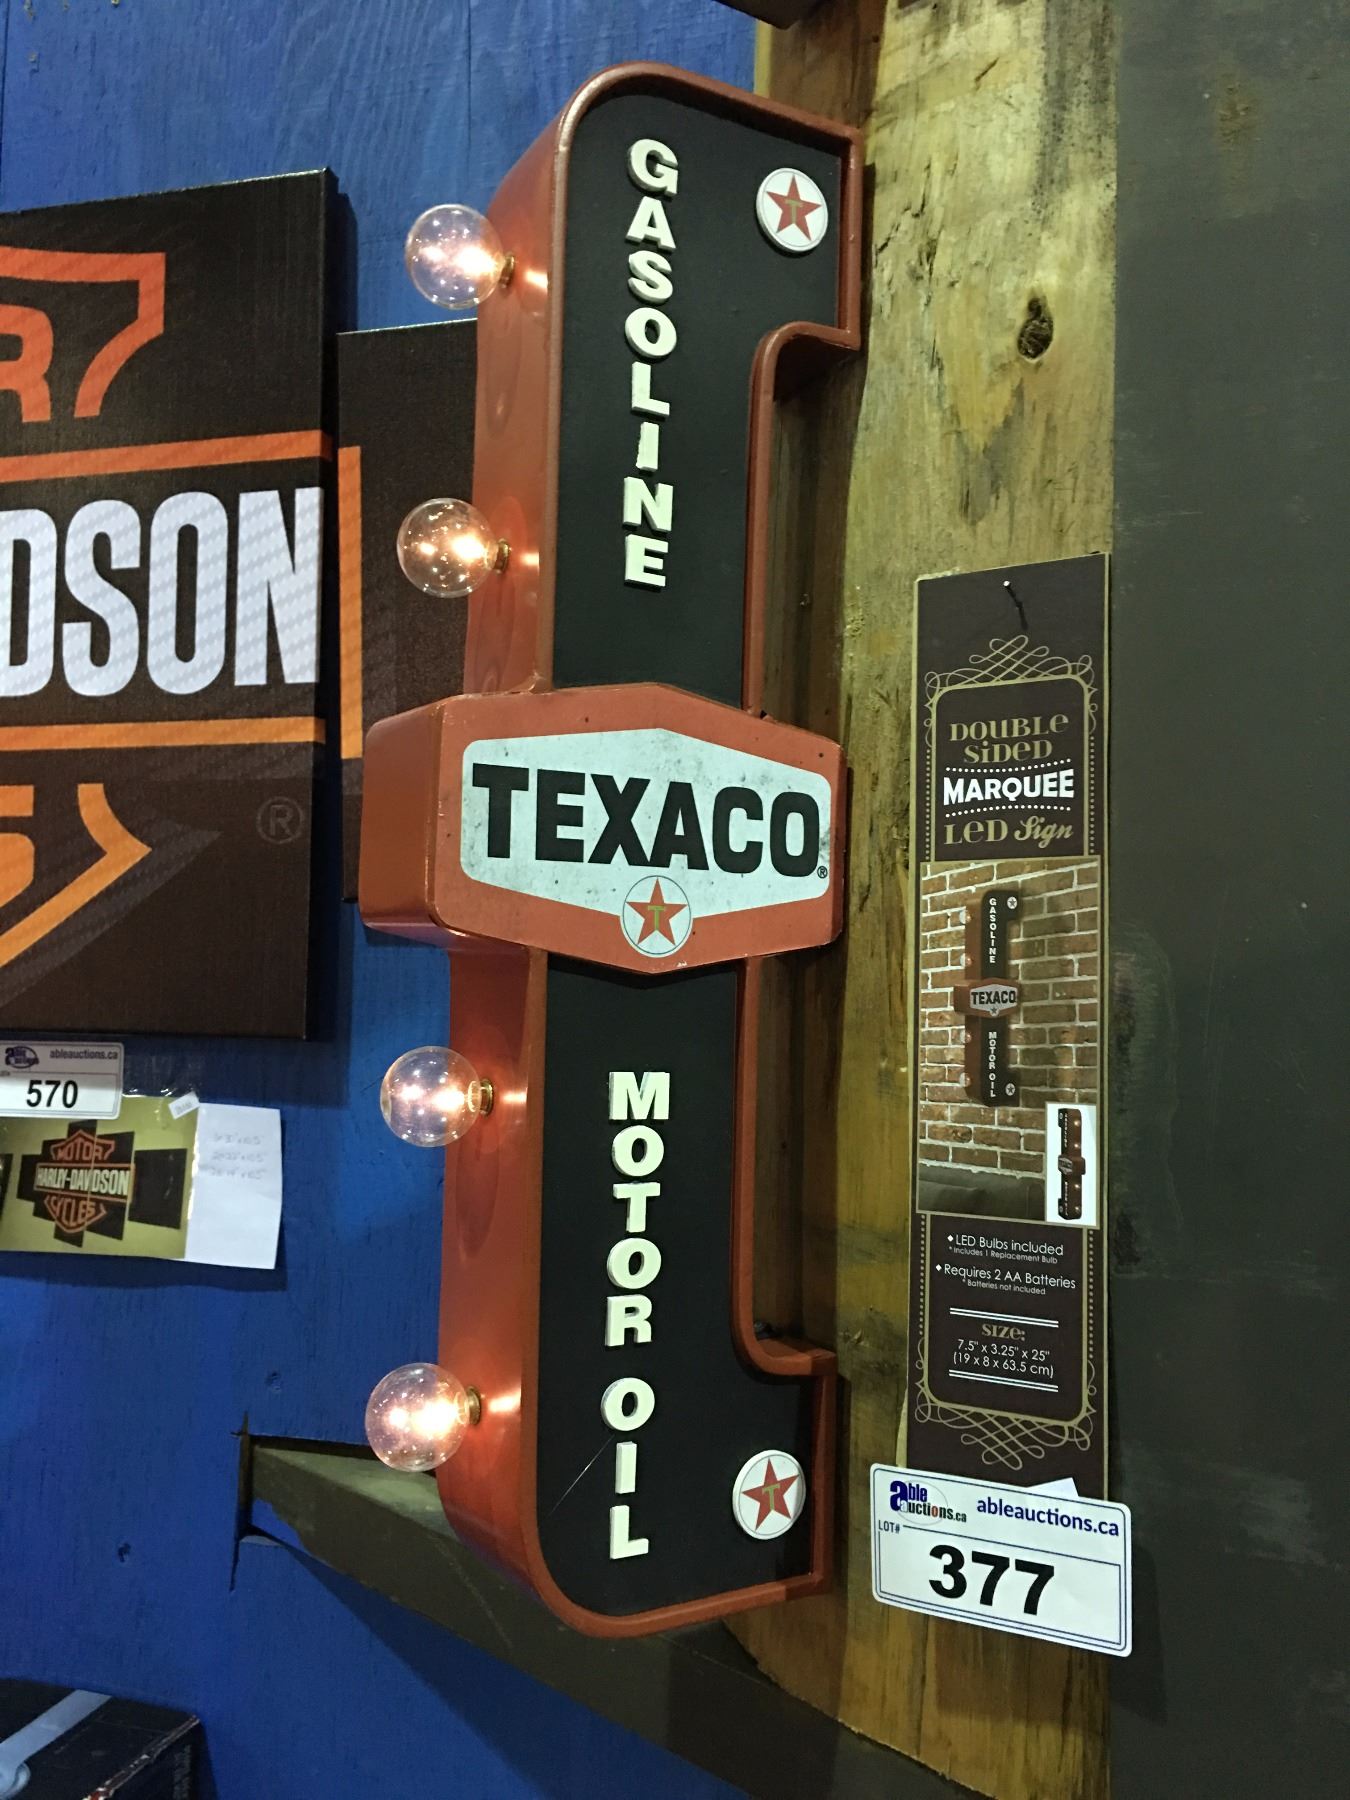 GASOLINE
T
TEXACO®
T
MOTOR OIL
T
DOUBLE
SiDED
MARQUEE
LED Sign
GASOLINE
TEXACO
MOTOR OIL
LED Bulbs included
* Includes 1 Replacement Bulb
Requires 2 AA Batteries
* Batteries not included
SIZE:
7.5" x 3.25" x 25"
(19 x 8 x 63.5 cm)
able auctions.ca
ableauctions.ca
LOT#
377
R
DSON
S
®
able auctions
ableauctions.ca
570
MOTOR
HARLEY-DAVIDSON
CYCLES